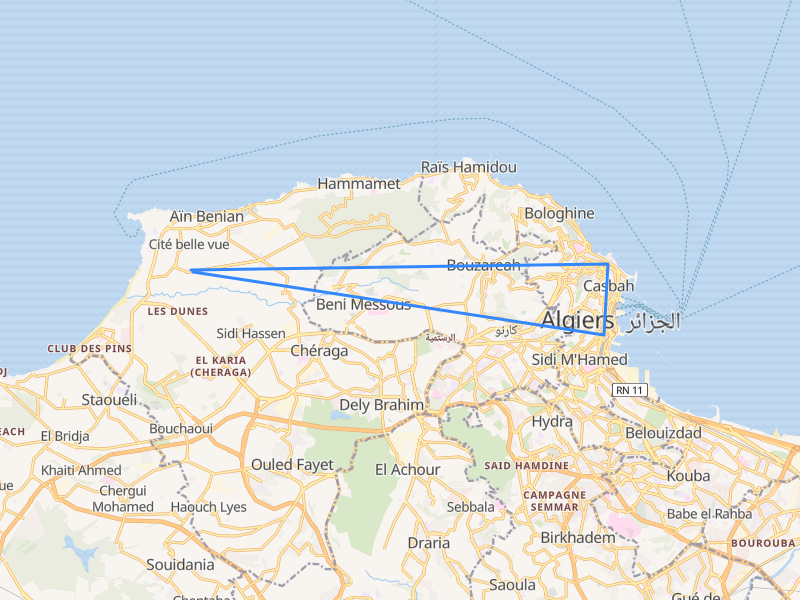 Raïs Hamidou
Hammamet
Aïn Benian
Bologhine
Cité belle vue
Bouzareah
Casbah
Beni Messous
LES DUNES
Algiers الجزائر
كارنو
Sidi Hassen
الرستمية
CLUB DES PINS
Chéraga
Sidi M'Hamed
EL KARIA
(CHERAGA)
RN 11
Staoueli
Dely Brahim
Hydra
Bouchaoui
Belouizdad
EACH
El Bridja
Ouled Fayet
El Achour
SAID HAMDINE
Khaiti Ahmed
Kouba
Chergui
Mohamed
CAMPAGNE
SEMMAR
Haouch Lyes
Sebbala
Babe el Rahba
Draria
Birkhadem
BOUROUBA
Souidania
Saoula
Gué de